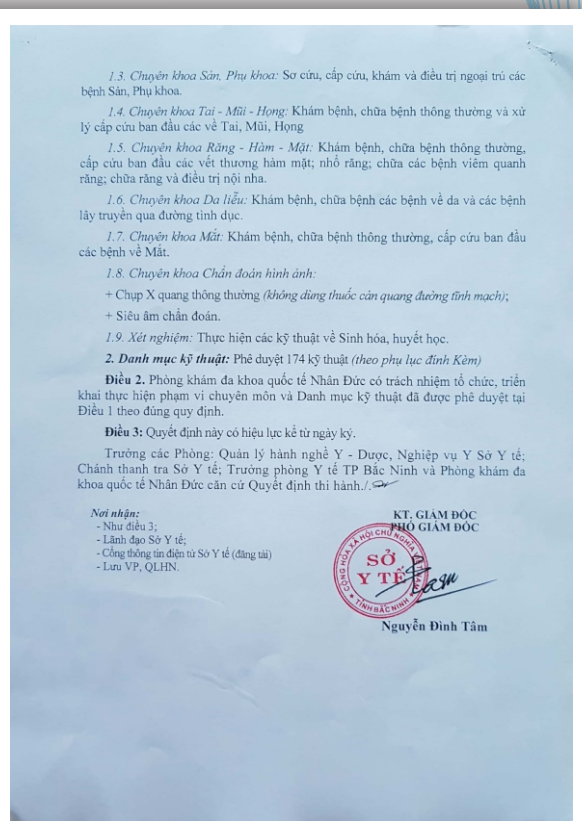 1.3. Chuyên khoa Sản, Phụ khoa: Sơ cứu, cấp cứu, khám và điều trị ngoại trú các
bệnh Sản, Phụ khoa.
1.4. Chuyên khoa Tai - Mũi - Họng: Khám bệnh, chữa bệnh thông thường và xử
lý cấp cứu ban đầu các về Tai, Mũi, Họng
1.5. Chuyên khoa Răng - Hàm - Mặt: Khám bệnh, chữa bệnh thông thường,
cấp cứu ban đầu các vết thương hàm mặt; nhổ răng; chữa các bệnh viêm quanh
răng; chữa răng và điều trị nội nha.
1.6. Chuyên khoa Da liễu: Khám bệnh, chữa bệnh các bệnh về da và các bệnh
lây truyền qua đường tình dục.
1.7. Chuyên khoa Mắt: Khám bệnh, chữa bệnh thông thường, cấp cứu ban đầu
các bệnh về Mắt.
1.8. Chuyên khoa Chẩn đoán hình ảnh:
+ Chụp X quang thông thường (không dùng thuốc cản quang đường tĩnh mạch);
+ Siêu âm chẩn đoán.
1.9. Xét nghiệm: Thực hiện các kỹ thuật về Sinh hóa, huyết học.
2. Danh mục kỹ thuật: Phê duyệt 174 kỹ thuật (theo phụ lục đính Kèm)
Điều 2. Phòng khám đa khoa quốc tế Nhân Đức có trách nhiệm tổ chức, triển
khai thực hiện phạm vi chuyên môn và Danh mục kỹ thuật đã được phê duyệt tại
Điều 1 theo đúng quy định.
Điều 3: Quyết định này có hiệu lực kể từ ngày ký.
Trưởng các Phòng: Quản lý hành nghề Y - Dược, Nghiệp vụ Y Sở Y tế;
Chánh thanh tra Sở Y tế; Trưởng phòng Y tế TP Bắc Ninh và Phòng khám đa
khoa quốc tế Nhân Đức căn cứ Quyết định thi hành./.
Nơi nhận:
- Như điều 3;
- Lãnh đạo Sở Y tế;
- Cổng thông tin điện tử Sở Y tế (đăng tải)
- Lưu VP, QLHN.
KT. GIÁM ĐỐC
PHÓ GIÁM ĐỐC
CỘNG HÒA XÃ HỘI CHỦ NGHĨA VIỆT NAM
SỞ
Y TẾ
TỈNH BẮC NINH
Nguyễn Đình Tâm